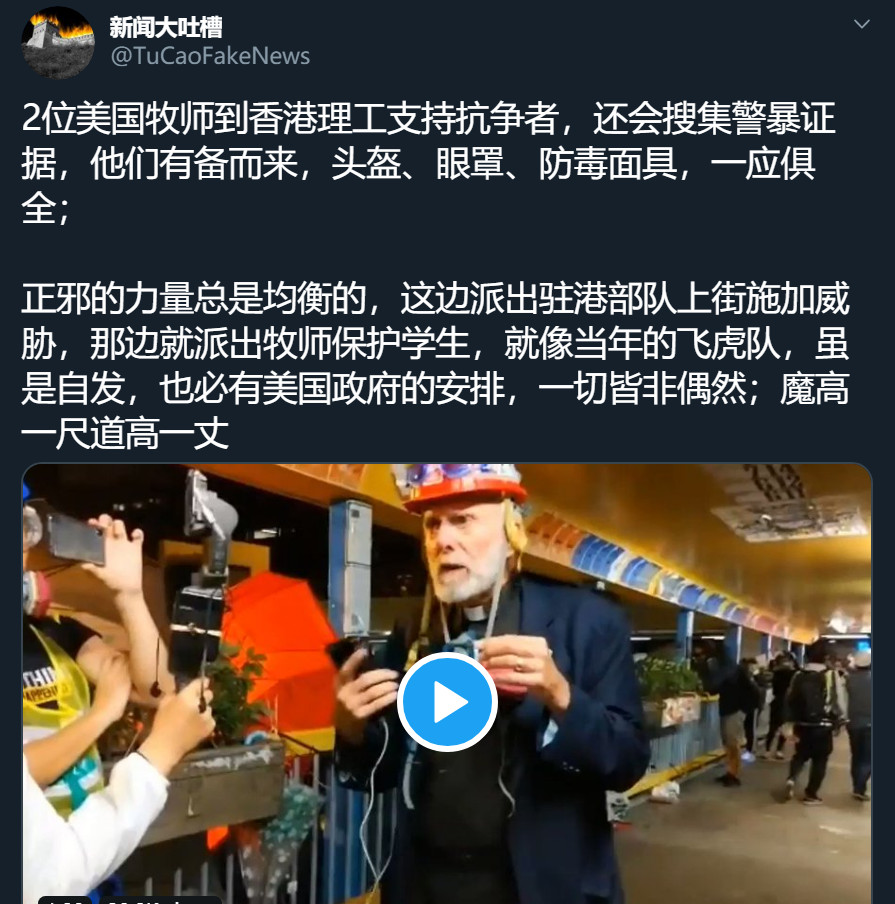 新闻大吐槽
@TuCaoFakeNews
2位美国牧师到香港理工支持抗争者，还会搜集警暴证
据，他们有备而来，头盔、眼罩、防毒面具，一应俱
全；
正邪的力量总是均衡的，这边派出驻港部队上街施加威
胁，那边就派出牧师保护学生，就像当年的飞虎队，虽
是自发，也必有美国政府的安排，一切皆非偶然；魔高
一尺道高一丈